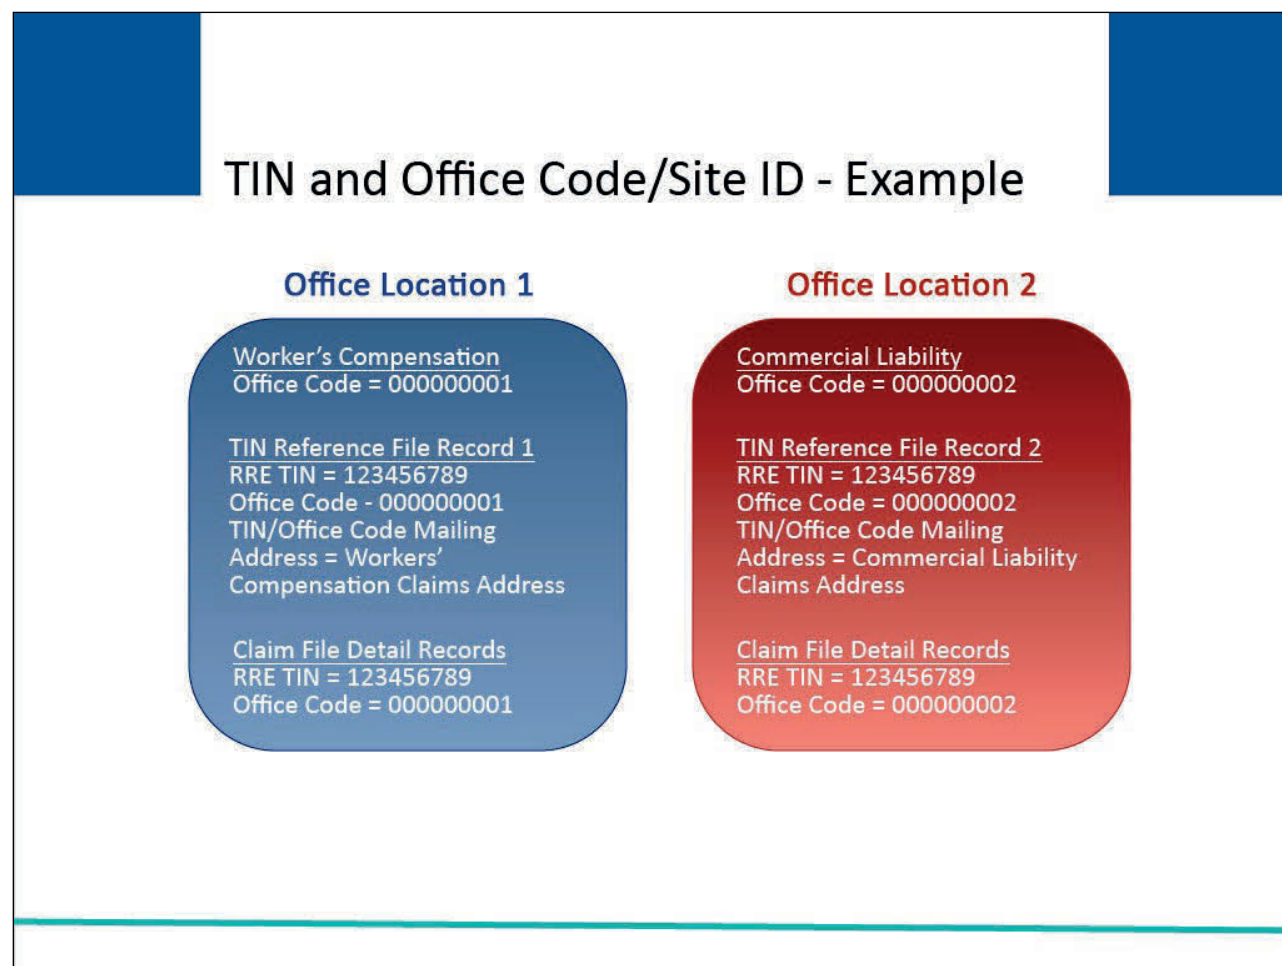 TIN and Office Code/Site ID - Example
Office Location 1
Worker's Compensation
Office Code = 000000001
TIN Reference File Record 1
RRE TIN = 123456789
Office Code - 000000001
TIN/Office Code Mailing
Address = Workers'
Compensation Claims Address
Claim File Detail Records
RRE TIN = 123456789
Office Code = 000000001
Office Location 2
Commercial Liability
Office Code = 000000002
TIN Reference File Record 2
RRE TIN = 123456789
Office Code = 000000002
TIN/Office Code Mailing
Address = Commercial Liability
Claims Address
Claim File Detail Records
RRE TIN = 123456789
Office Code = 000000002